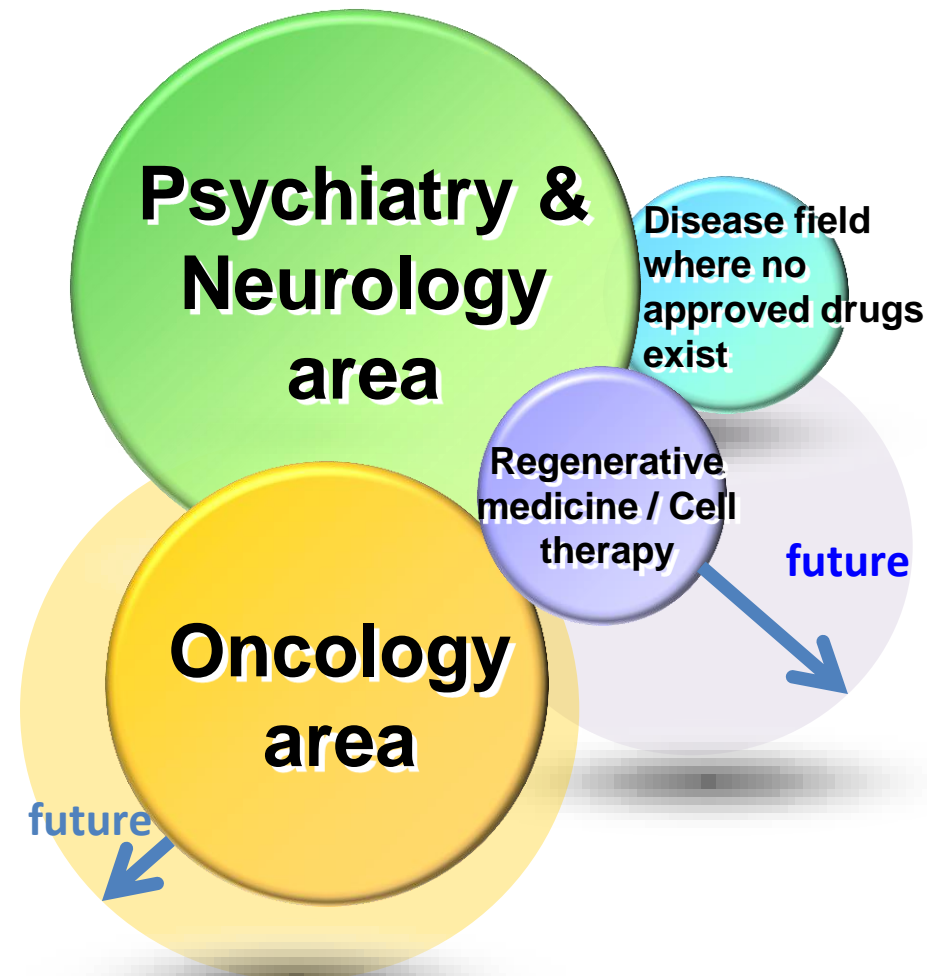 Psychiatry &
Neurology
area
Disease field
where no
approved drugs
exist
Regenerative
medicine / Cell
therapy
future
Oncology
area
future